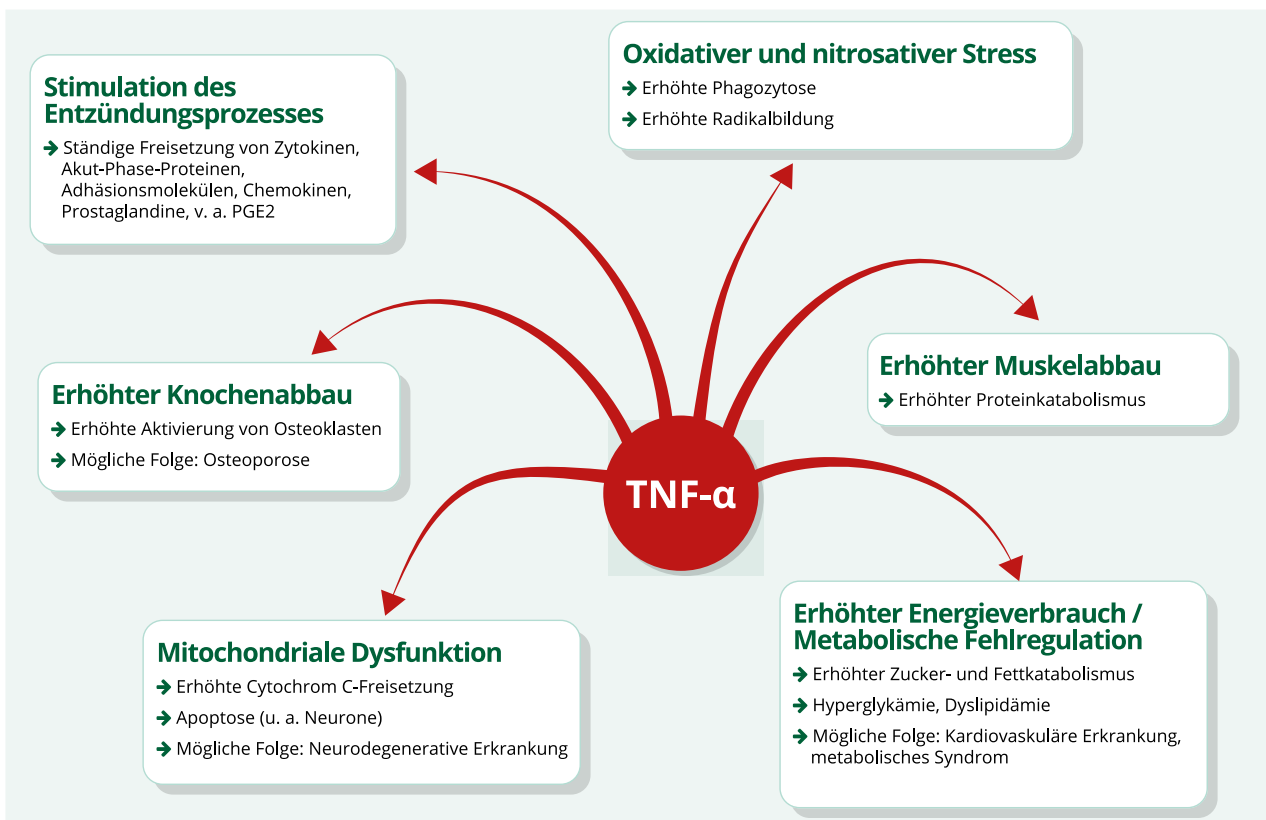 Stimulation des
Entzündungsprozesses
→ Ständige Freisetzung von Zytokinen,
Akut-Phase-Proteinen,
Adhäsionsmolekülen, Chemokinen,
Prostaglandine, v. a. PGE2
Oxidativer und nitrosativer Stress
→ Erhöhte Phagozytose
→ Erhöhte Radikalbildung
Erhöhter Knochenabbau
→ Erhöhte Aktivierung von Osteoklasten
→ Mögliche Folge: Osteoporose
Erhöhter Muskelabbau
→ Erhöhter Proteinkatabolismus
TNF-α
Mitochondriale Dysfunktion
→ Erhöhte Cytochrom C-Freisetzung
→ Apoptose (u. a. Neurone)
→ Mögliche Folge: Neurodegenerative Erkrankung
Erhöhter Energieverbrauch /
Metabolische Fehlregulation
→ Erhöhter Zucker- und Fettkatabolismus
→ Hyperglykämie, Dyslipidämie
→ Mögliche Folge: Kardiovaskuläre Erkrankung,
metabolisches Syndrom